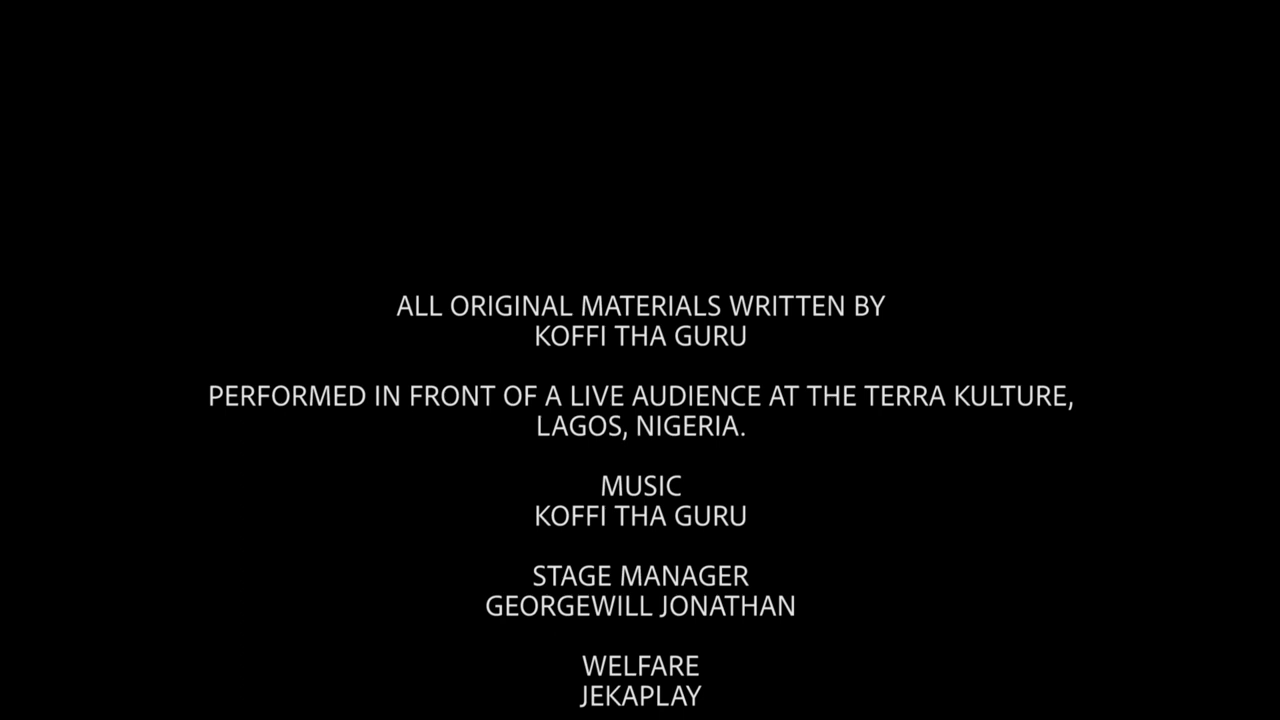 ALL ORIGINAL MATERIALS WRITTEN BY
KOFFI THA GURU
PERFORMED IN FRONT OF A LIVE AUDIENCE AT THE TERRA KULTURE,
LAGOS, NIGERIA.
MUSIC
KOFFI THA GURU
STAGE MANAGER
GEORGEWILL JONATHAN
WELFARE
JEKAPLAY